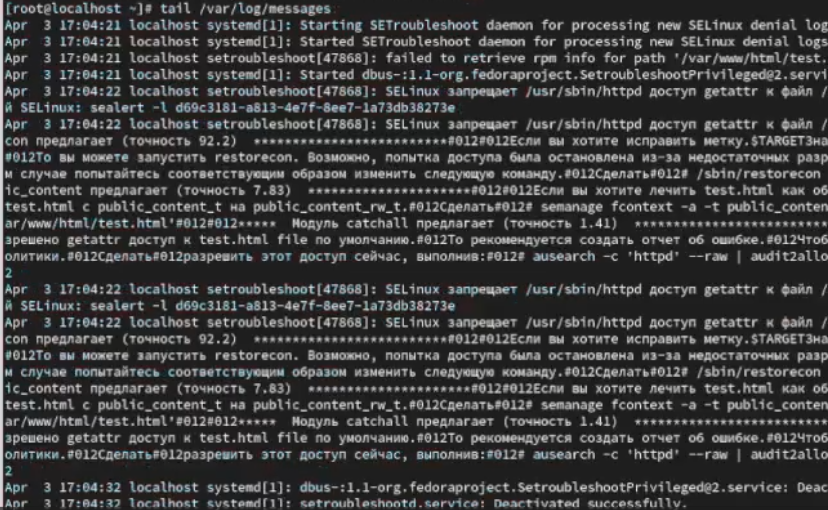 [root@localhost ~]# tail /var/log/messages
Apr  3 17:04:21 localhost systemd[1]: Starting SETroubleshoot daemon for processing new SELinux denial log
Apr  3 17:04:21 localhost systemd[1]: Started SETroubleshoot daemon for processing new SELinux denial logs
Apr  3 17:04:21 localhost setroubleshoot[47868]: failed to retrieve rpm info for path '/var/www/html/test.
Apr  3 17:04:21 localhost systemd[1]: Started dbus-:1.1-org.fedoraproject.SetroubleshootPrivileged@2.servi
Apr  3 17:04:22 localhost setroubleshoot[47868]: SELinux запрещает /usr/sbin/httpd доступ getattr к файл /
й SELinux: sealert -l d69c3181-a813-4e7f-8ee7-1a73db38273e
Apr  3 17:04:22 localhost setroubleshoot[47868]: SELinux запрещает /usr/sbin/httpd доступ getattr к файл /
con предлагает (точность 92.2) *************************#012#012Если вы хотите исправить метку.$TARGETЗна
#012То вы можете запустить restorecon. Возможно, попытка доступа была остановлена из-за недостаточных разр
м случае попытайтесь соответствующим образом изменить следующую команду.#012Сделать#012# /sbin/restorecon
ic_content предлагает (точность 7.83) *********************#012#012Если вы хотите лечить test.html как об
test.html с public_content_t на public_content_rw_t.#012Сделать#012# semanage fcontext -a -t public_conten
ar/www/html/test.html'#012#012***** Модуль catchall предлагает (точность 1.41) *************************
зрешено getattr доступ к test.html file по умолчанию.#012То рекомендуется создать отчет об ошибке.#012Чтоб
олитики.#012Сделать#012разрешить этот доступ сейчас, выполнив:#012# ausearch -c 'httpd' --raw | audit2allo
2
Apr  3 17:04:22 localhost setroubleshoot[47868]: SELinux запрещает /usr/sbin/httpd доступ getattr к файл /
й SELinux: sealert -l d69c3181-a813-4e7f-8ee7-1a73db38273e
Apr  3 17:04:22 localhost setroubleshoot[47868]: SELinux запрещает /usr/sbin/httpd доступ getattr к файл /
con предлагает (точность 92.2) *************************#012#012Если вы хотите исправить метку.$TARGETЗна
#012То вы можете запустить restorecon. Возможно, попытка доступа была остановлена из-за недостаточных разр
м случае попытайтесь соответствующим образом изменить следующую команду.#012Сделать#012# /sbin/restorecon
ic_content предлагает (точность 7.83) *********************#012#012Если вы хотите лечить test.html как об
test.html с public_content_t на public_content_rw_t.#012Сделать#012# semanage fcontext -a -t public_conten
ar/www/html/test.html'#012#012***** Модуль catchall предлагает (точность 1.41) *************************
зрешено getattr доступ к test.html file по умолчанию.#012То рекомендуется создать отчет об ошибке.#012Чтоб
олитики.#012Сделать#012разрешить этот доступ сейчас, выполнив:#012# ausearch -c 'httpd' --raw | audit2allo
2
Apr  3 17:04:32 localhost systemd[1]: dbus-:1.1-org.fedoraproject.SetroubleshootPrivileged@2.service: Deac
Apr  3 17:04:32 localhost systemd[1]: setroubleshootd.service: Deactivated successfully.